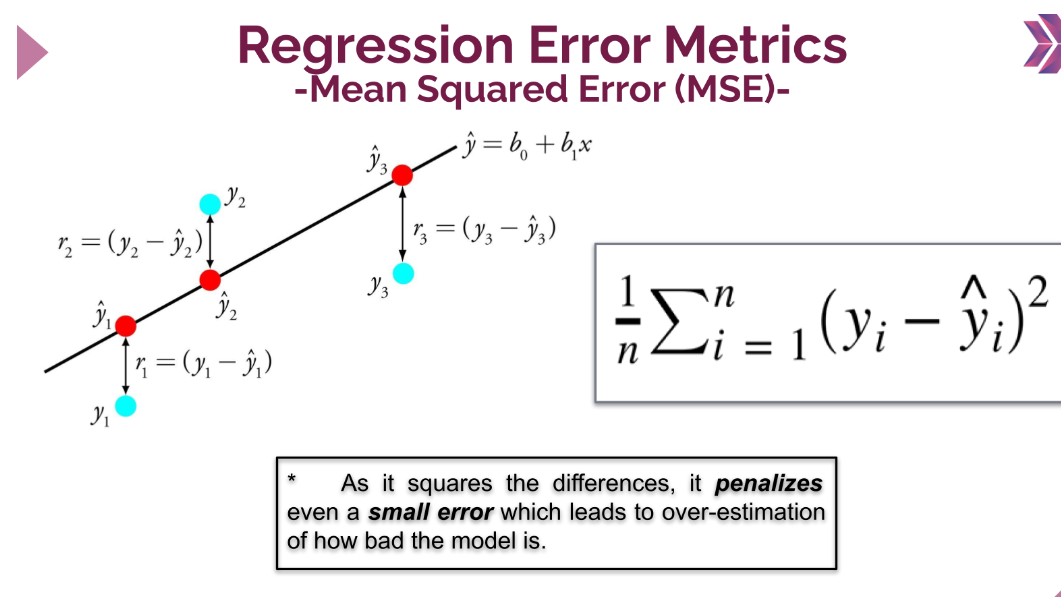 Regression Error Metrics
-Mean Squared Error (MSE)-
ŷ = b₀ + b₁x
ŷ₃
y₂
r₂ = (y₂ − ŷ₂)
r₃ = (y₃ − ŷ₃)
y₃
ŷ₂
ŷ₁
r₁ = (y₁ − ŷ₁)
y₁
1/n ∑ⁿᵢ₌₁ (yᵢ − ŷᵢ)²
* As it squares the differences, it penalizes
even a small error which leads to over-estimation
of how bad the model is.